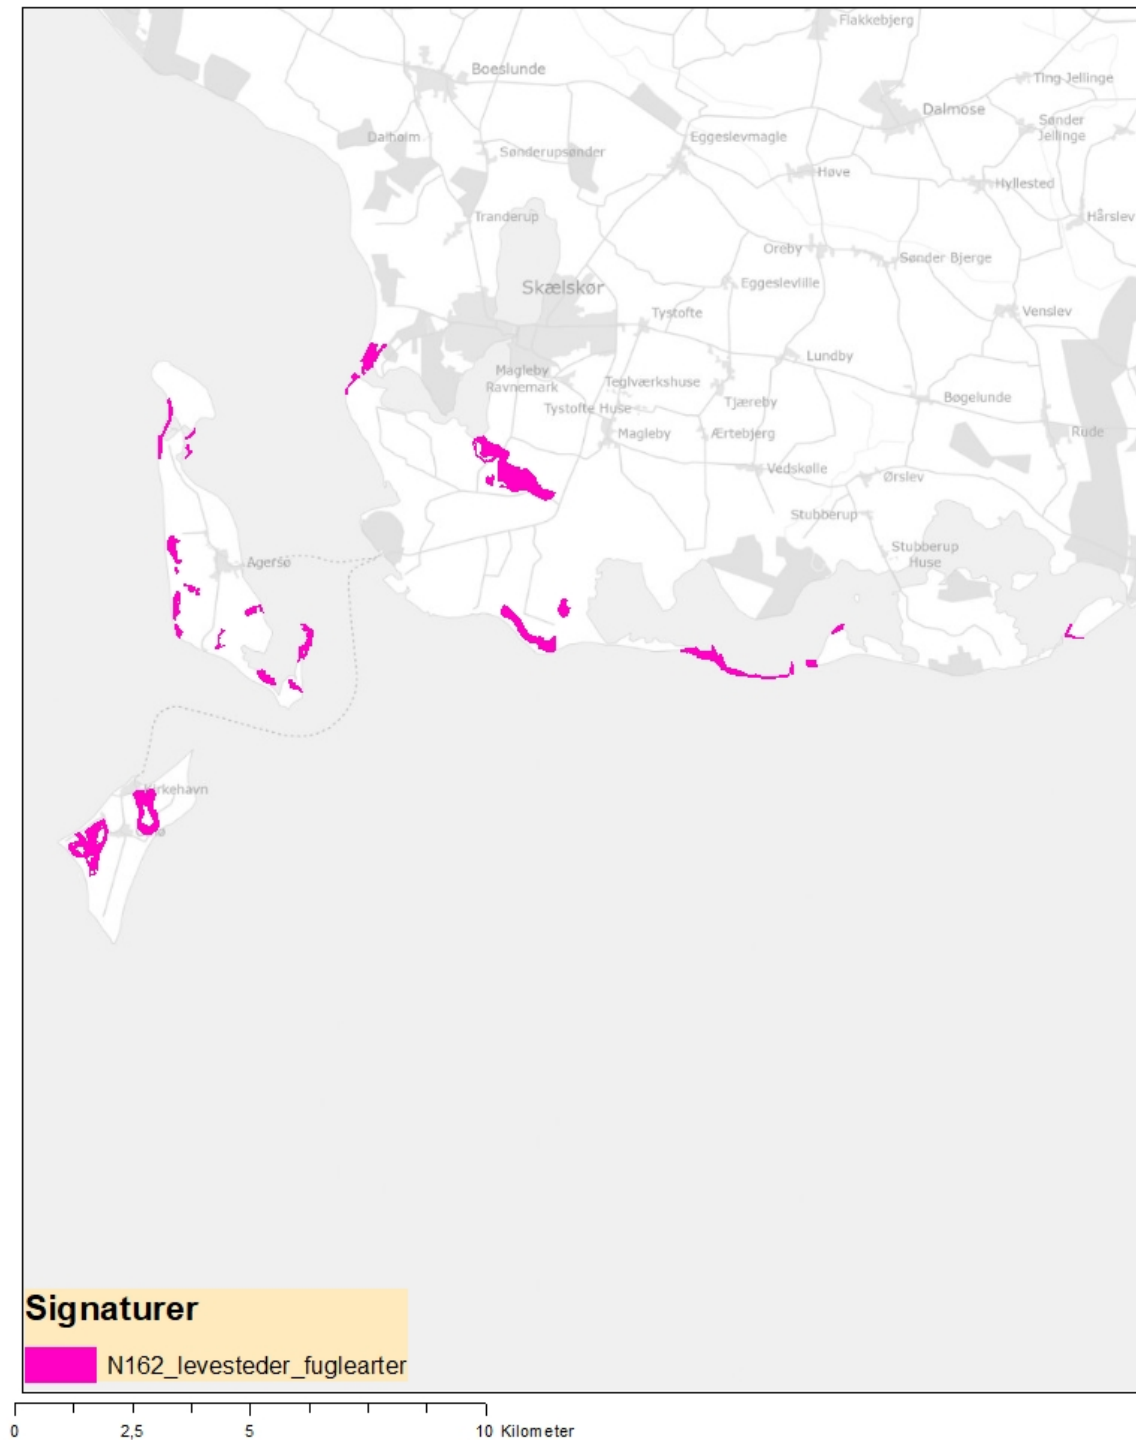 Flakkebjerg
Boeslunde
Ting Jellinge
Dalmose
Sønder
Jellinge
Dalholm
Eggeslevmagle
Sønderupsønder
Høve
Hyllested
Tranderup
Hårslev
Oreby
Sønder Bjerge
Skælskør
Eggeslevlille
Tystofte
Venslev
Lundby
Magleby
Ravnemark
Teglværkshuse
Tjæreby
Bøgelunde
Tystofte Huse
Magleby
Ærtebjerg
Rude
Vedskølle
Ørslev
Stubberup
Stubberup
Huse
Agersø
Kirkehavn
Signaturer
N162_levesteder_fuglearter
0 2,5 5 10 Kilometer